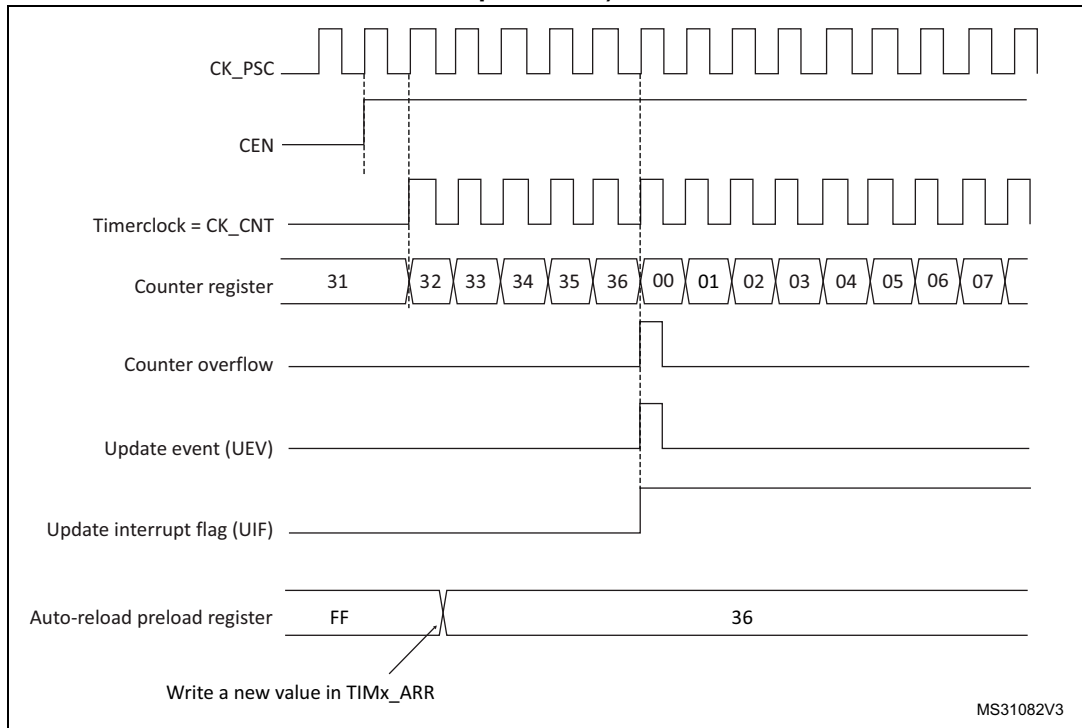 CK_PSC
CEN
Timerclock = CK_CNT
Counter register 31 32 33 34 35 36 00 01 02 03 04 05 06 07
Counter overflow
Update event (UEV)
Update interrupt flag (UIF)
Auto-reload preload register FF 36
Write a new value in TIMx_ARR
MS31082V3